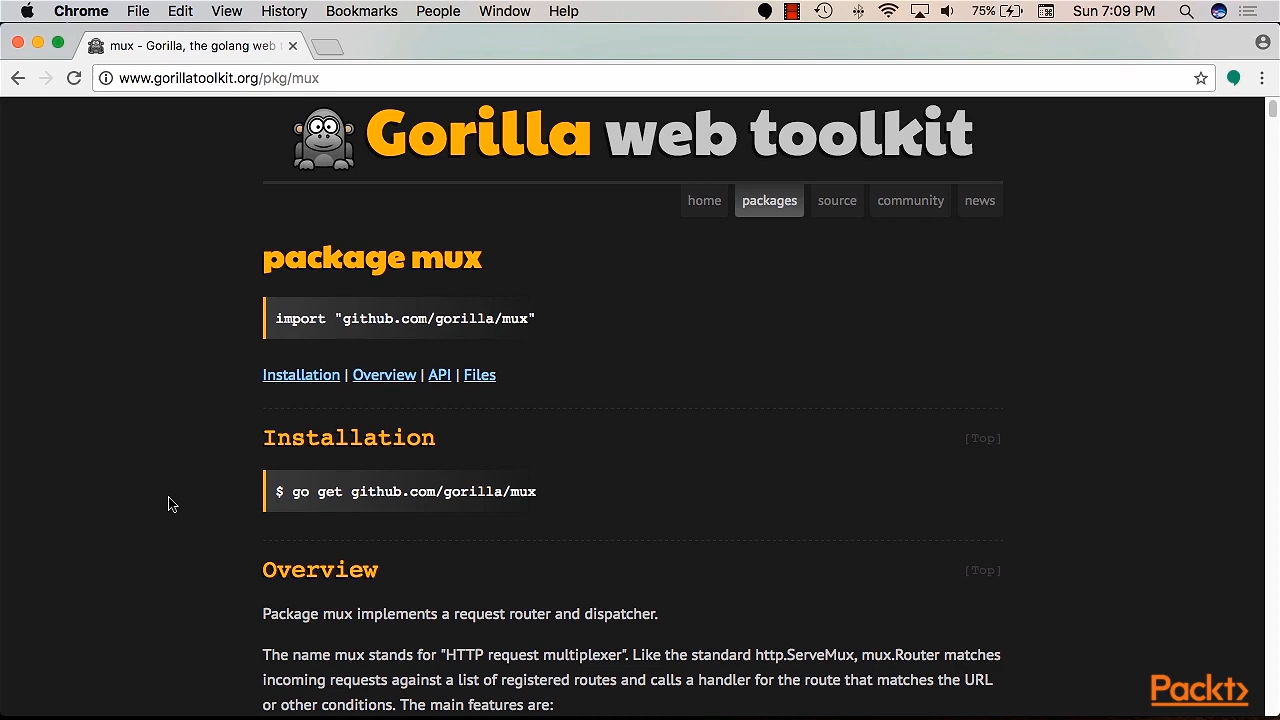 Chrome File Edit View History Bookmarks People Window Help 75% Sun 7:09 PM
mux - Gorilla, the golang web
www.gorillatoolkit.org/pkg/mux
Gorilla web toolkit
home packages source community news
package mux
import "github.com/gorilla/mux"
Installation | Overview | API | Files
Installation [Top]
$ go get github.com/gorilla/mux
Overview [Top]
Package mux implements a request router and dispatcher.
The name mux stands for "HTTP request multiplexer". Like the standard http.ServeMux, mux.Router matches
incoming requests against a list of registered routes and calls a handler for the route that matches the URL
or other conditions. The main features are:
Packt